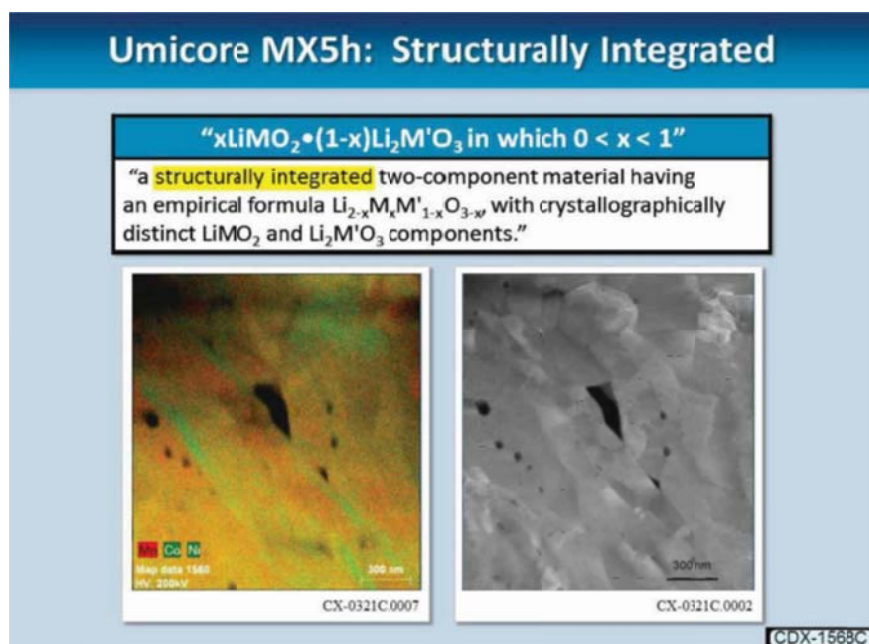 Umicore MX5h: Structurally Integrated
“xLiMO₂•(1-x)Li₂M'O₃ in which 0 < x < 1”
“a structurally integrated two-component material having
an empirical formula Li₂₋ₓMₓM'₁₋ₓO₃₋ₓ, with crystallographically
distinct LiMO₂ and Li₂M'O₃ components.”
Mn Co Ni
Map data 1560
HV: 200kV
300 nm
300 nm
CX-0321C.0007
CX-0321C.0002
CDX-1568C